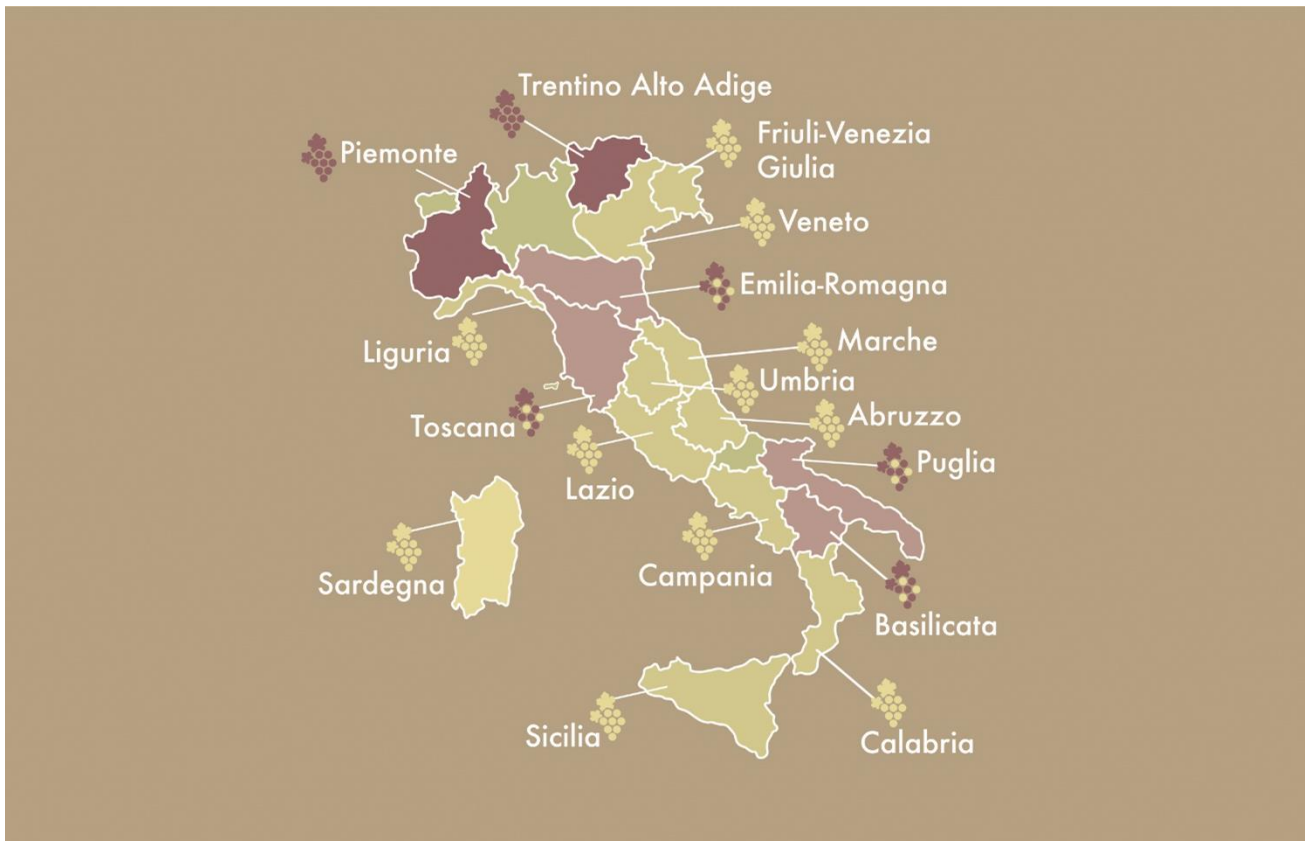 Trentino Alto Adige
Friuli-Venezia
Giulia
Piemonte
Veneto
Emilia-Romagna
Marche
Liguria
Umbria
Abruzzo
Toscana
Puglia
Lazio
Campania
Sardegna
Basilicata
Sicilia
Calabria